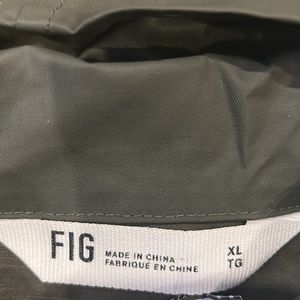 FIG
MADE IN CHINA
FABRIQUÉ EN CHINE
XL
TG